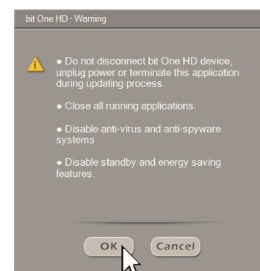 bit One HD - Warning
● Do not disconnect bit One HD device,
unplug power or terminate this application
during updating process.
● Close all running applications.
● Disable anti-virus and anti-spyware
systems
● Disable standby and energy saving
features.
OK Cancel